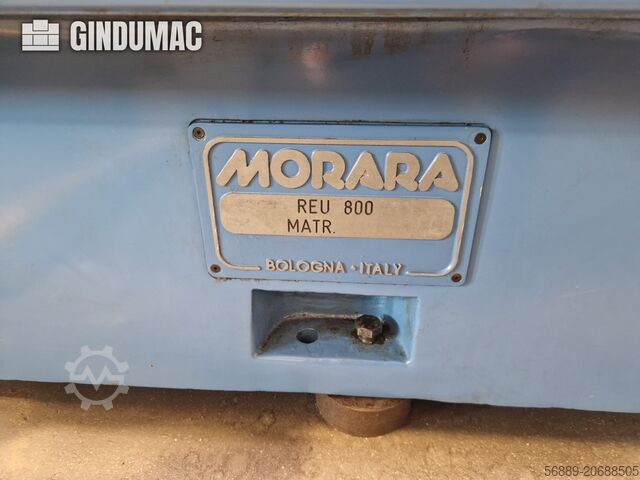 GINDUMAC
MORARA
REU 800
MATR.
BOLOGNA · ITALY
56889-20688505